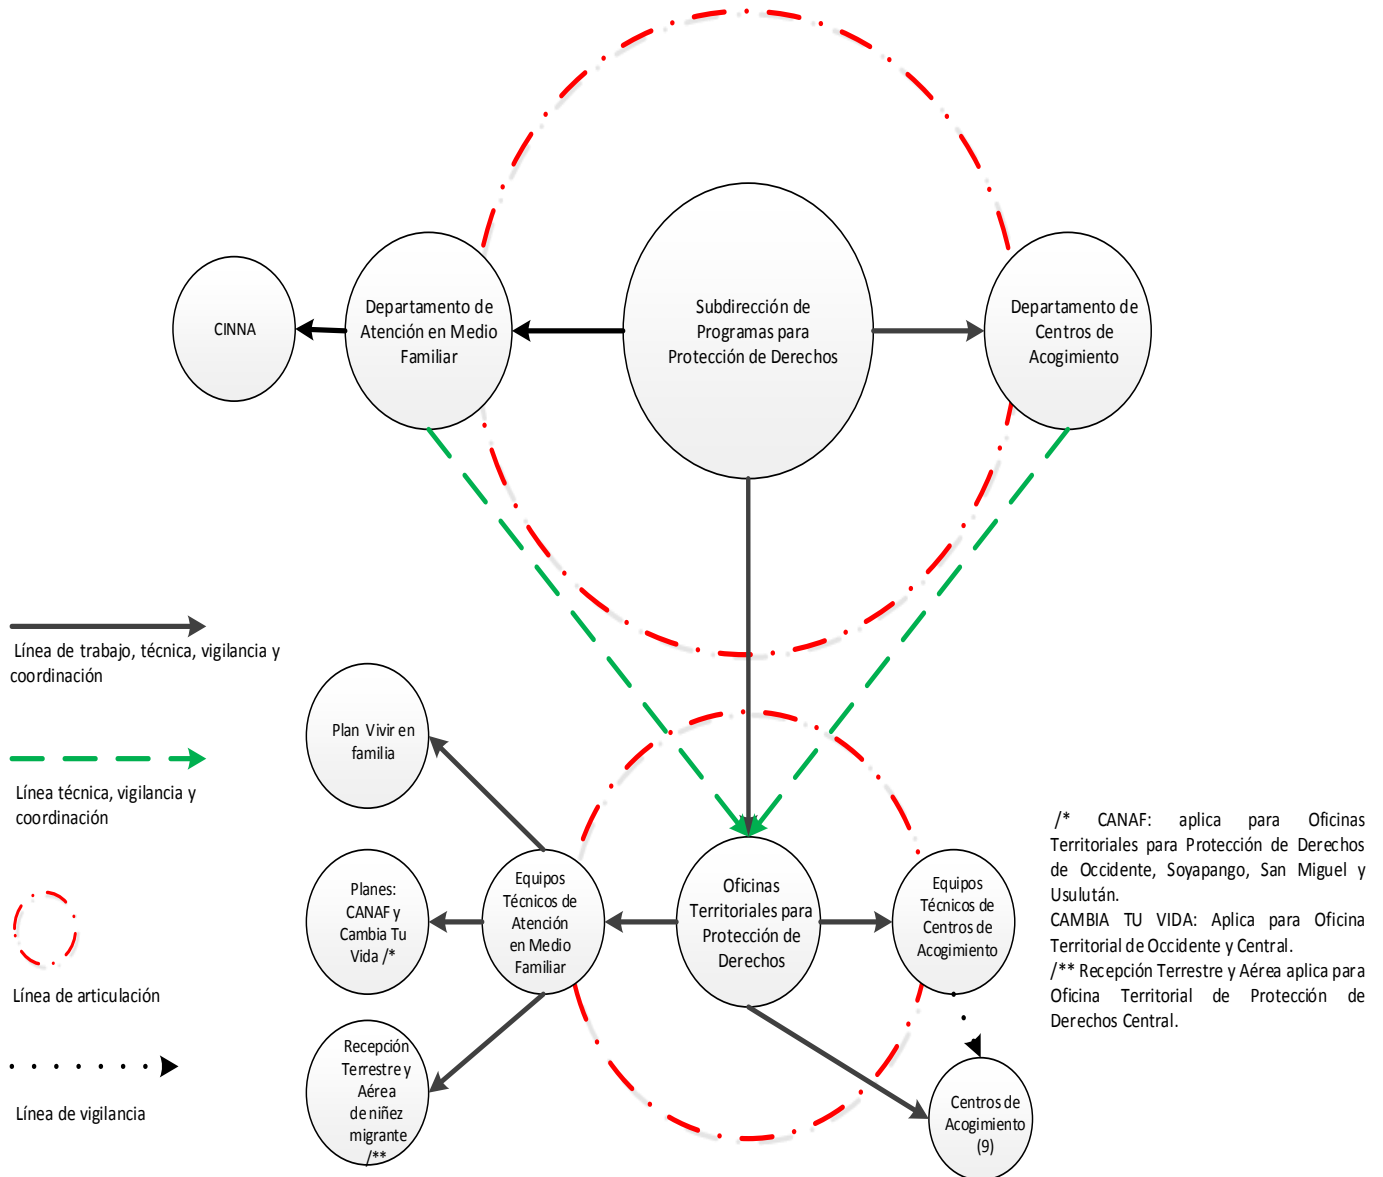 CINNA
Departamento de
Atención en Medio
Familiar
Subdirección de
Programas para
Protección de Derechos
Departamento de
Centros de
Acogimiento
Línea de trabajo, técnica, vigilancia y
coordinación
Línea técnica, vigilancia y
coordinación
Línea de articulación
Línea de vigilancia
Plan Vivir en
familia
Planes:
CANAF y
Cambia Tu
Vida /*
Recepción
Terrestre y
Aérea
de niñez
migrante
/**
Equipos
Técnicos de
Atención
en Medio
Familiar
Oficinas
Territoriales para
Protección de
Derechos
Equipos
Técnicos de
Centros de
Acogimiento
Centros de
Acogimiento
(9)
/* CANAF: aplica para Oficinas
Territoriales para Protección de Derechos
de Occidente, Soyapango, San Miguel y
Usulután.
CAMBIA TU VIDA: Aplica para Oficina
Territorial de Occidente y Central.
/** Recepción Terrestre y Aérea aplica para
Oficina Territorial de Protección de
Derechos Central.